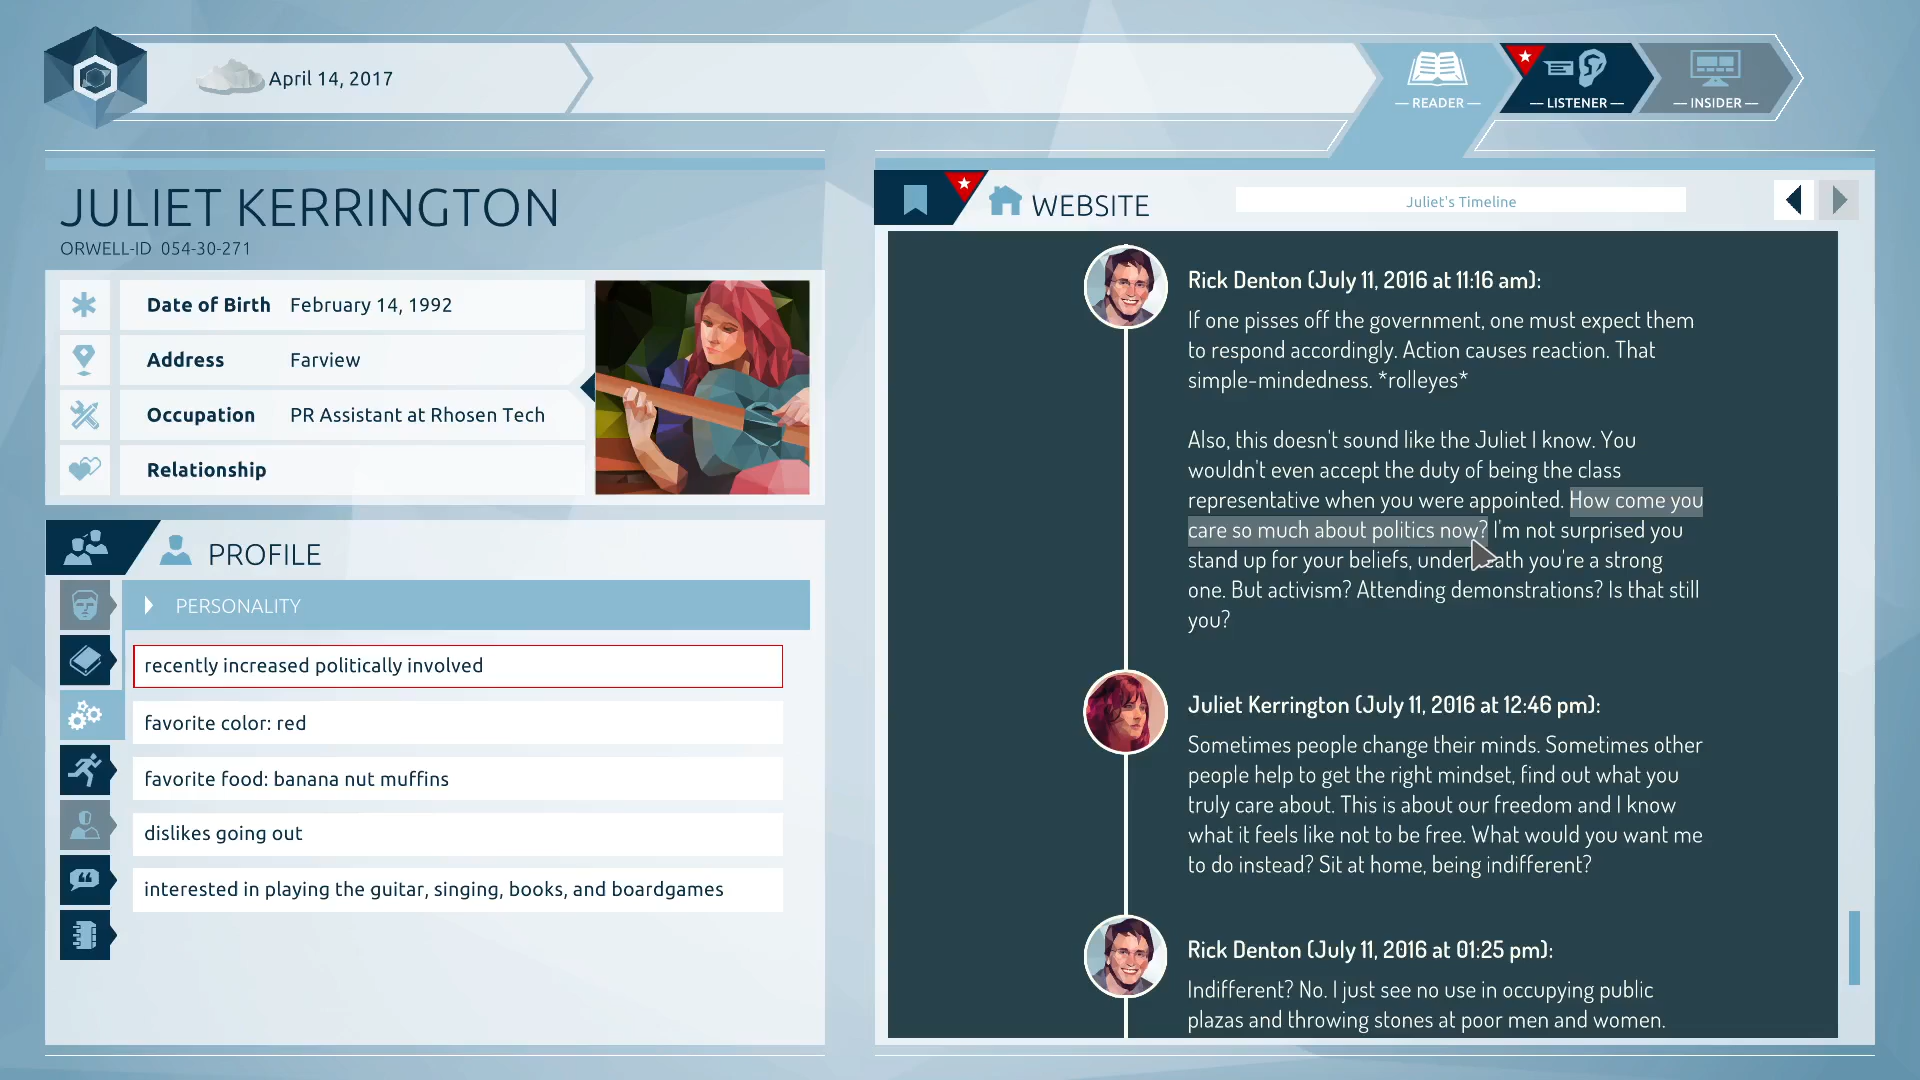 April 14, 2017
— READER —
— LISTENER —
— INSIDER —
JULIET KERRINGTON
ORWELL-ID 054-30-271
Date of Birth February 14, 1992
Address Farview
Occupation PR Assistant at Rhosen Tech
Relationship
PROFILE
PERSONALITY
recently increased politically involved
favorite color: red
favorite food: banana nut muffins
dislikes going out
interested in playing the guitar, singing, books, and boardgames
WEBSITE
Juliet's Timeline
Rick Denton (July 11, 2016 at 11:16 am):
If one pisses off the government, one must expect them
to respond accordingly. Action causes reaction. That
simple-mindedness. *rolleyes*
Also, this doesn't sound like the Juliet I know. You
wouldn't even accept the duty of being the class
representative when you were appointed. How come you
care so much about politics now? I'm not surprised you
stand up for your beliefs, underneath you're a strong
one. But activism? Attending demonstrations? Is that still
you?
Juliet Kerrington (July 11, 2016 at 12:46 pm):
Sometimes people change their minds. Sometimes other
people help to get the right mindset, find out what you
truly care about. This is about our freedom and I know
what it feels like not to be free. What would you want me
to do instead? Sit at home, being indifferent?
Rick Denton (July 11, 2016 at 01:25 pm):
Indifferent? No. I just see no use in occupying public
plazas and throwing stones at poor men and women.